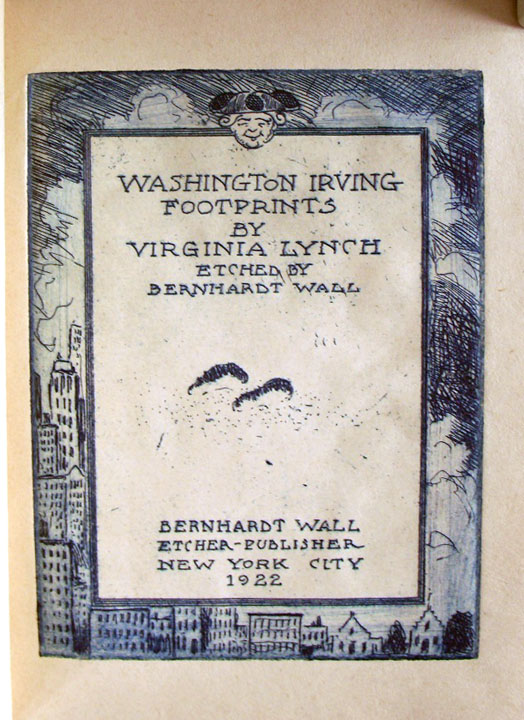 WASHINGTON IRVING
FOOTPRINTS
BY
VIRGINIA LYNCH
ETCHED BY
BERNHARDT WALL
BERNHARDT WALL
ETCHER-PUBLISHER
NEW YORK CITY
1922